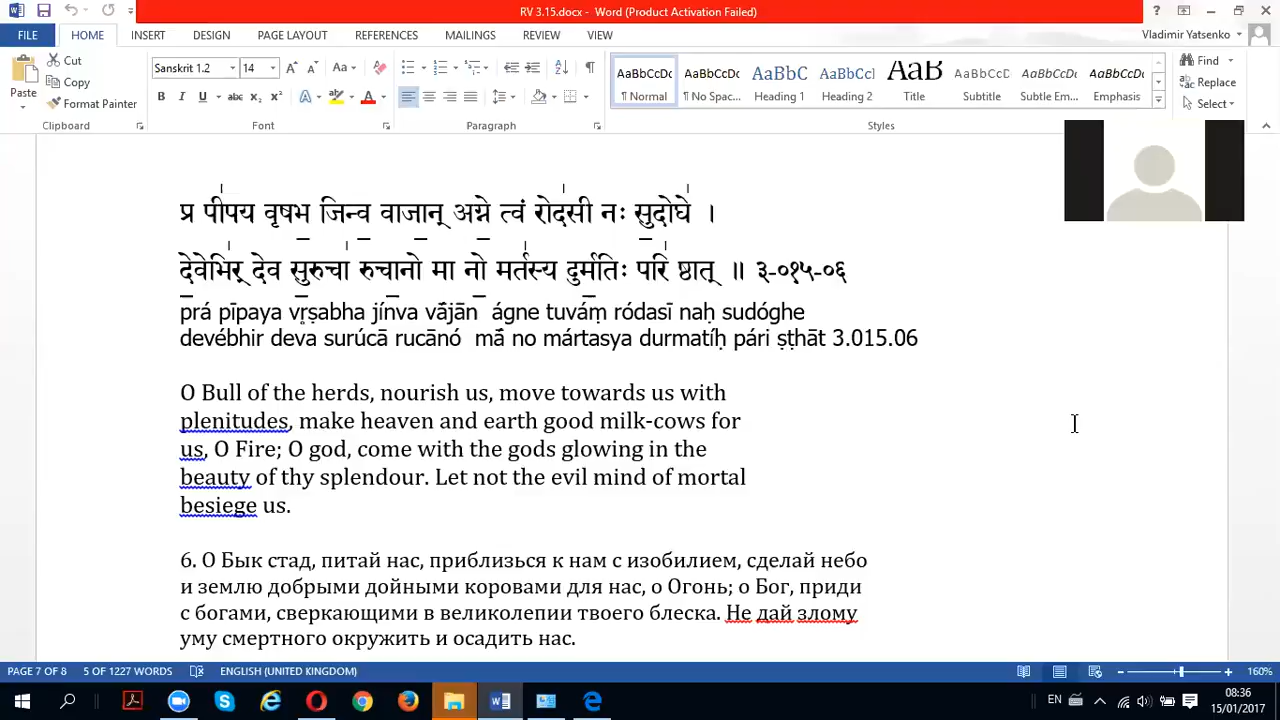 RV 3.15.docx - Word (Product Activation Failed)
FILE HOME INSERT DESIGN PAGE LAYOUT REFERENCES MAILINGS REVIEW VIEW Vladimir Yatsenko
Paste Cut Copy Format Painter
Clipboard
Sanskrit 1.2 14
Font
Paragraph
AaBbCcDc ¶ Normal AaBbCcDc ¶ No Spac... AaBbC Heading 1 AaBbCc Heading 2 AaB Title AaBbCcD Subtitle AaBbCcDc Subtle Em... AaBbCcDc Emphasis
Styles
Find
Replace
Select
प्र पी॑पय वृषभ॒ जिन्व॒ वाजा॒न् अग्ने॒ त्वं रोद॑सी नः सु॒दोघे॑ ।
दे॒वेभि॑र् देव सु॒रुचा॑ रुचा॒नो मा नो॒ मर्त॑स्य दुर्म॒तिः परि॑ ष्ठात् ॥ ३-०१५-०६
prá pīpaya vr̥ṣabha jínva vā́jān ágne tuváṃ ródasī naḥ sudóghe
devébhir deva surúcā rucānó mā́ no mártasya durmatíḥ pári ṣṭhāt 3.015.06
O Bull of the herds, nourish us, move towards us with
plenitudes, make heaven and earth good milk-cows for
us, O Fire; O god, come with the gods glowing in the
beauty of thy splendour. Let not the evil mind of mortal
besiege us.
6. О Бык стад, питай нас, приблизься к нам с изобилием, сделай небо
и землю добрыми дойными коровами для нас, о Огонь; о Бог, приди
с богами, сверкающими в великолепии твоего блеска. Не дай злому
уму смертного окружить и осадить нас.
PAGE 7 OF 8 5 OF 1227 WORDS ENGLISH (UNITED KINGDOM) 160%
EN 08:36
15/01/2017